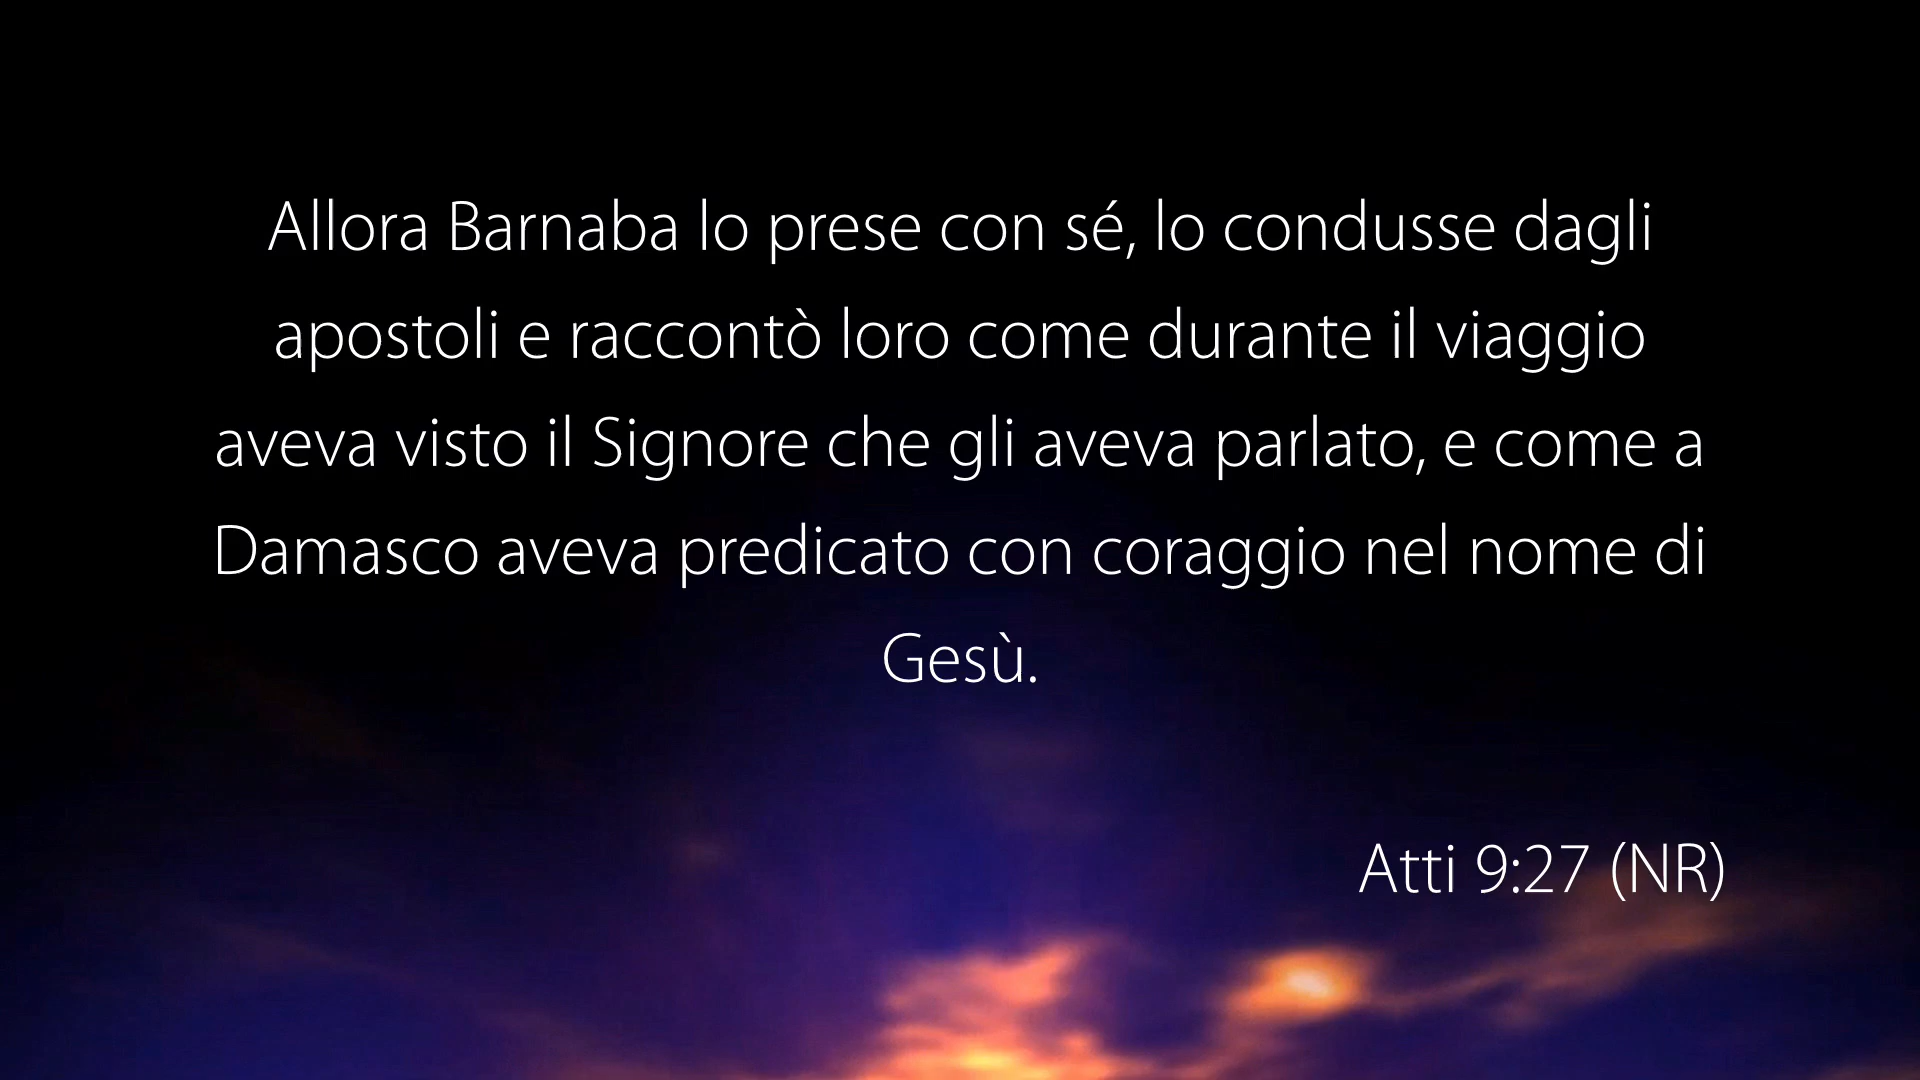 Allora Barnaba lo prese con sé, lo condusse dagli
apostoli e raccontò loro come durante il viaggio
aveva visto il Signore che gli aveva parlato, e come a
Damasco aveva predicato con coraggio nel nome di
Gesù.
Atti 9:27 (NR)